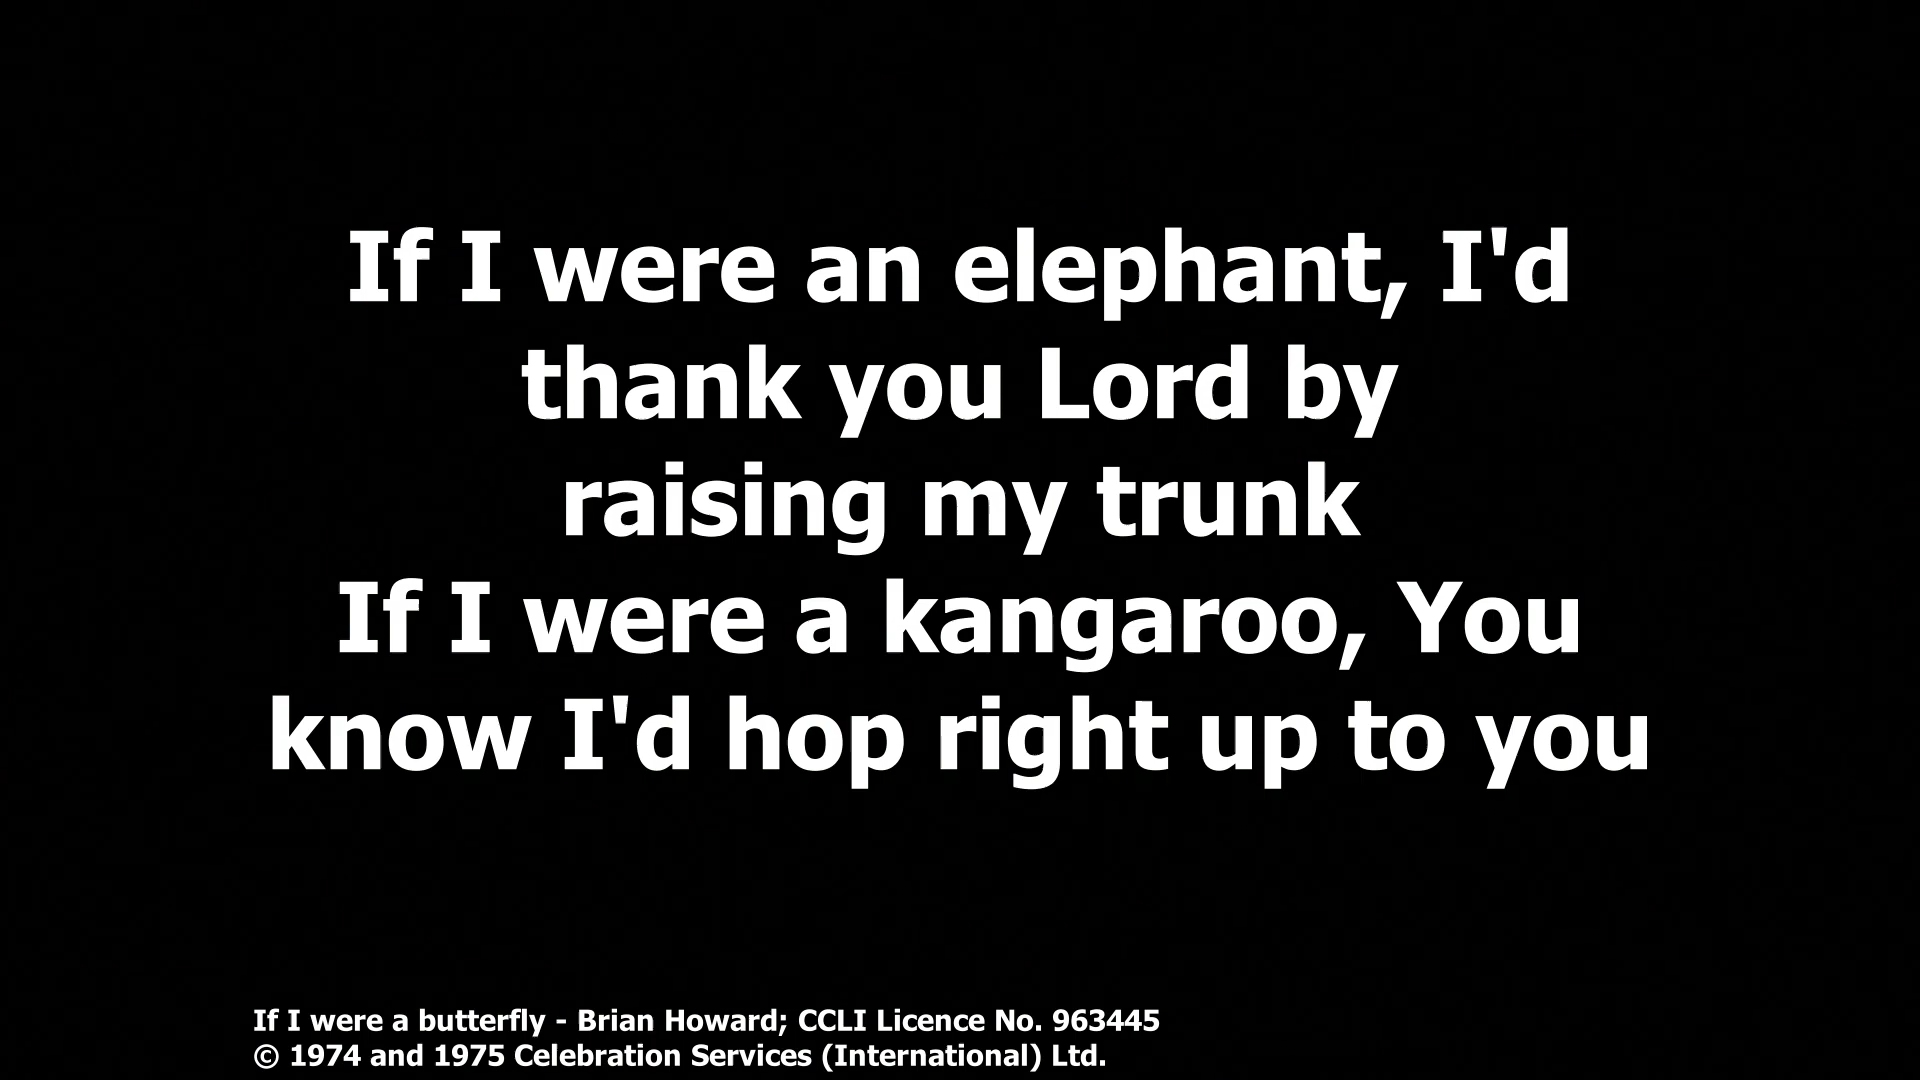 If I were an elephant, I'd
thank you Lord by
raising my trunk
If I were a kangaroo, You
know I'd hop right up to you
If I were a butterfly - Brian Howard; CCLI Licence No. 963445
© 1974 and 1975 Celebration Services (International) Ltd.